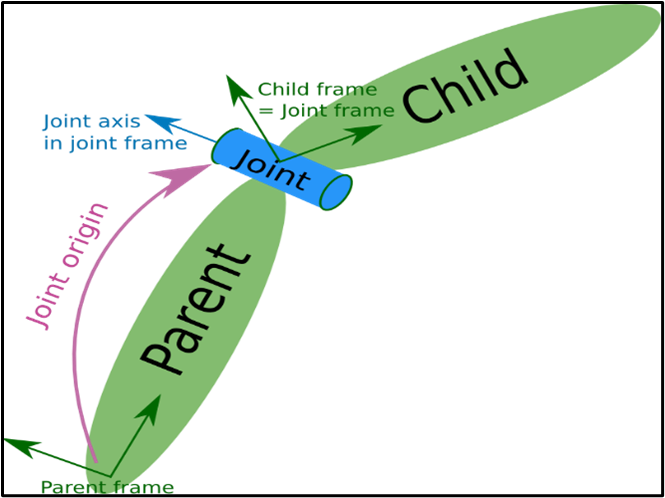 Child
Child frame
= Joint frame
Joint axis
in joint frame
Joint
Joint origin
Parent
Parent frame